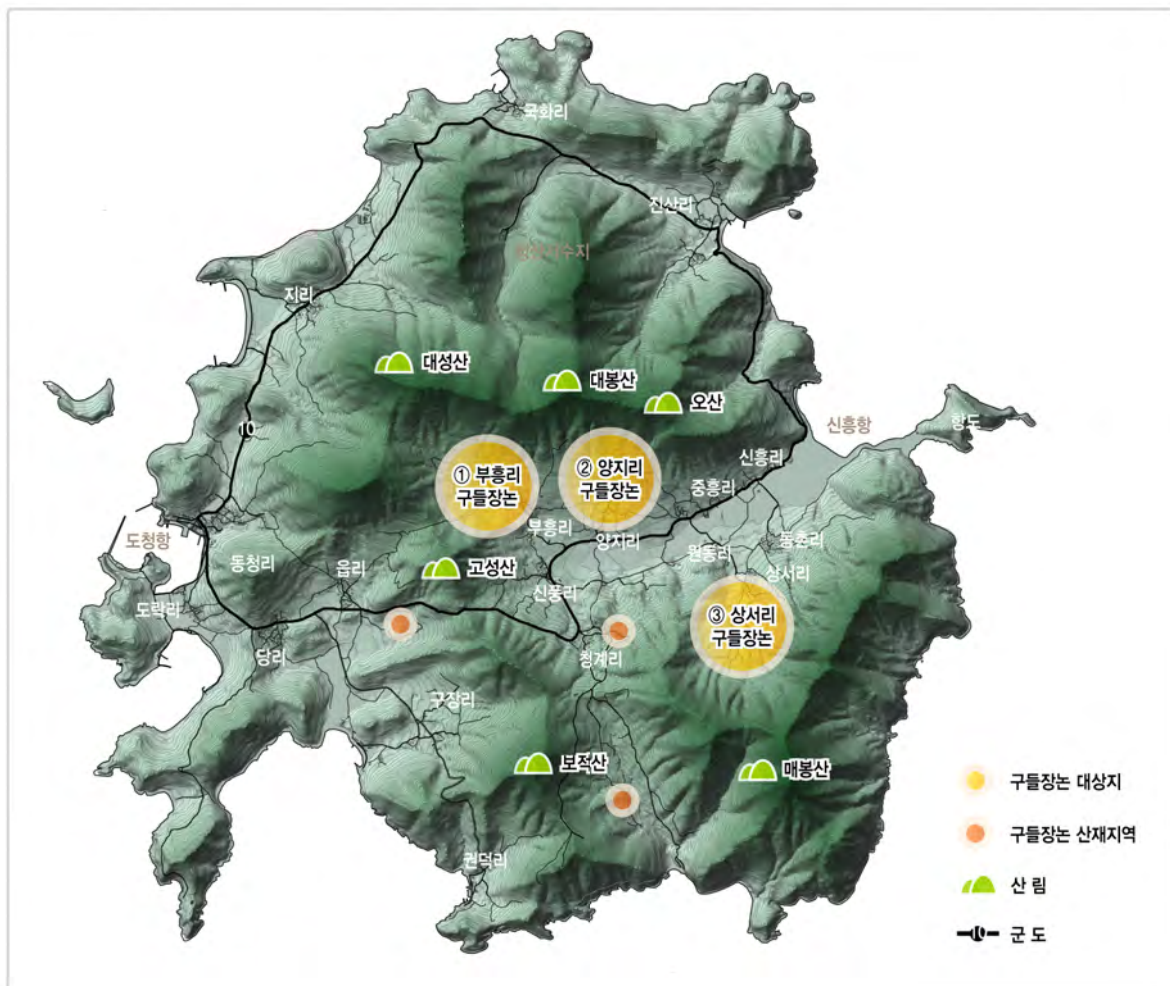 국화리
진산리
지리
대성산
대봉산
오산
10
신흥항
항도
신흥리
① 부흥리
구들장논
② 양지리
구들장논
중흥리
부흥리
양지리
도청항
원동리
동촌리
동청리
읍리
고성산
상서리
신풍리
도락리
③ 상서리
구들장논
당리
청계리
구장리
보적산
매봉산
권덕리
구들장논 대상지
구들장논 산재지역
산 림
10 군 도